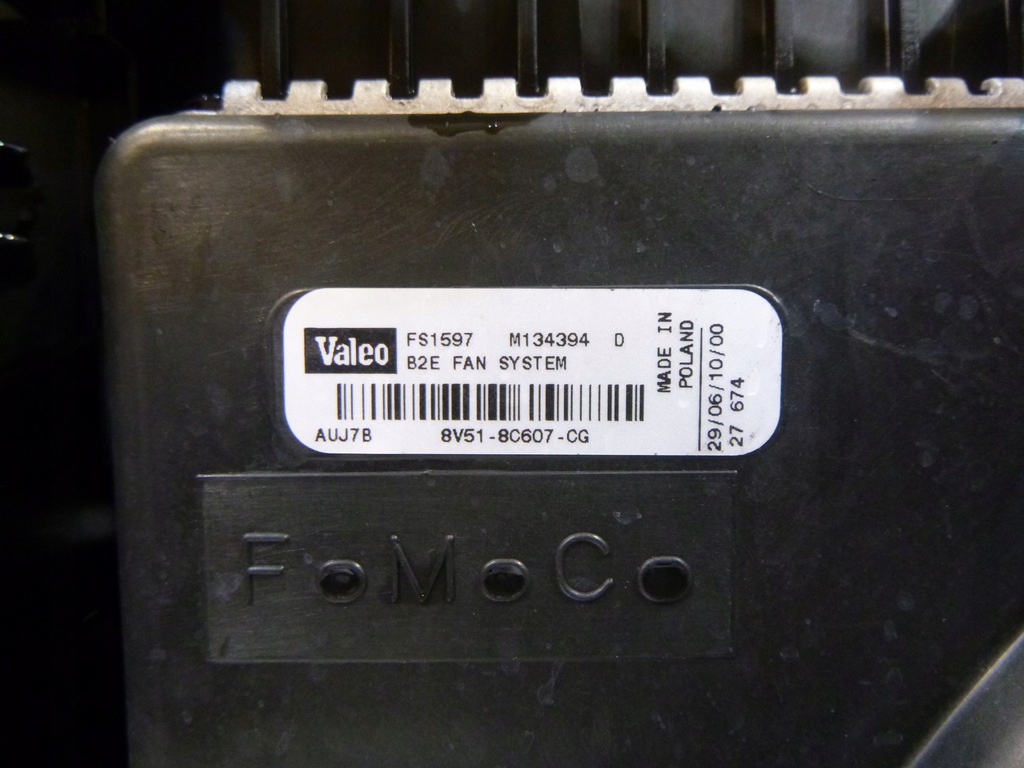 Valeo
FS1597 M134394 D
B2E FAN SYSTEM
AUJ7B 8V51-8C607-CG
MADE IN
POLAND
29/06/10/00
27 674
FoMoCo